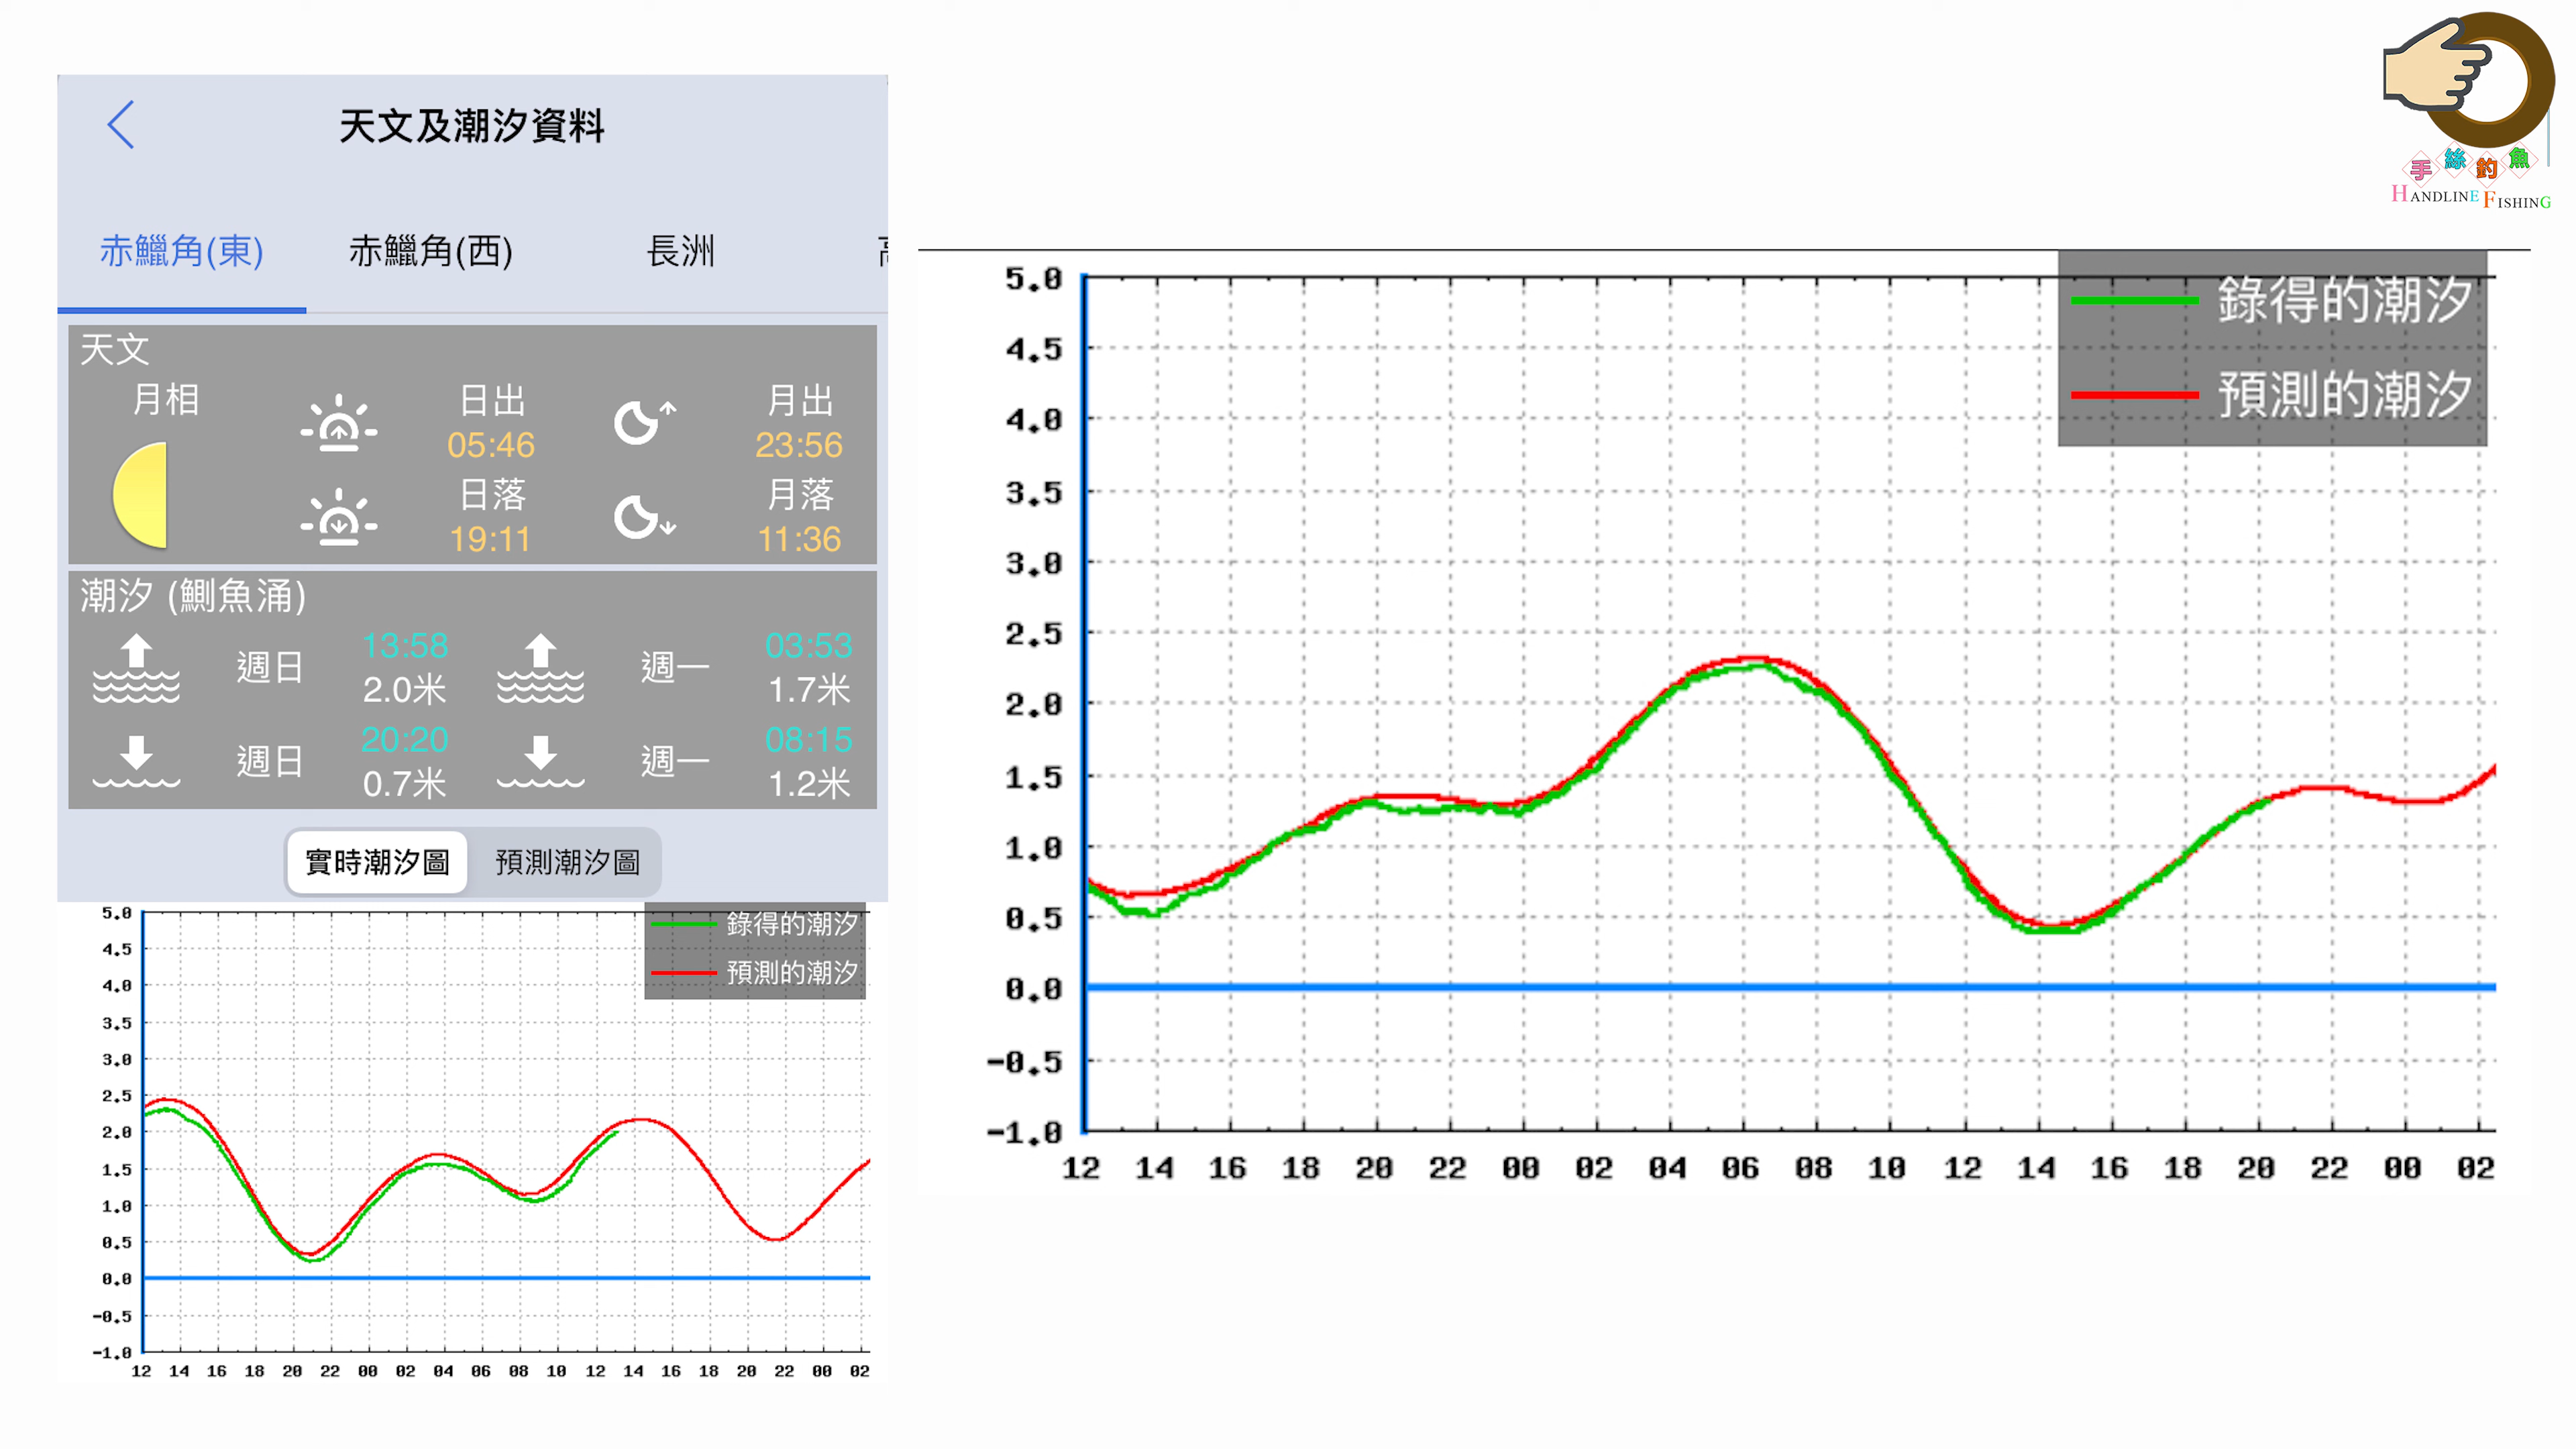 天文及潮汐資料
赤鱲角(東) 赤鱲角(西) 長洲
天文
月相 日出 月出
05:46 23:56
日落 月落
19:11 11:36
潮汐 (鰂魚涌)
週日 13:58 週一 03:53
2.0米 1.7米
週日 20:20 週一 08:15
0.7米 1.2米
實時潮汐圖 預測潮汐圖
錄得的潮汐
預測的潮汐
5.0
4.5
4.0
3.5
3.0
2.5
2.0
1.5
1.0
0.5
0.0
-0.5
-1.0
12 14 16 18 20 22 00 02 04 06 08 10 12 14 16 18 20 22 00 02
手絲釣魚
HANDLINE FISHING
錄得的潮汐
預測的潮汐
5.0
4.5
4.0
3.5
3.0
2.5
2.0
1.5
1.0
0.5
0.0
-0.5
-1.0
12 14 16 18 20 22 00 02 04 06 08 10 12 14 16 18 20 22 00 02